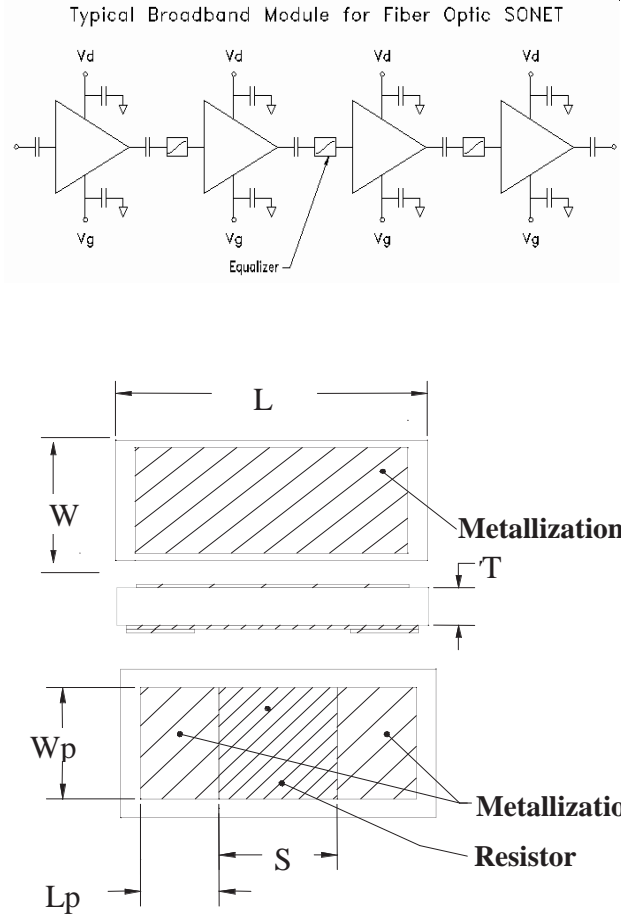 Typical Broadband Module for Fiber Optic SONET
Vd Vd Vd Vd
Vg Vg Vg Vg
Equalizer
L
W
Metallization
T
Wp
Metallizatio
Resistor
S
Lp